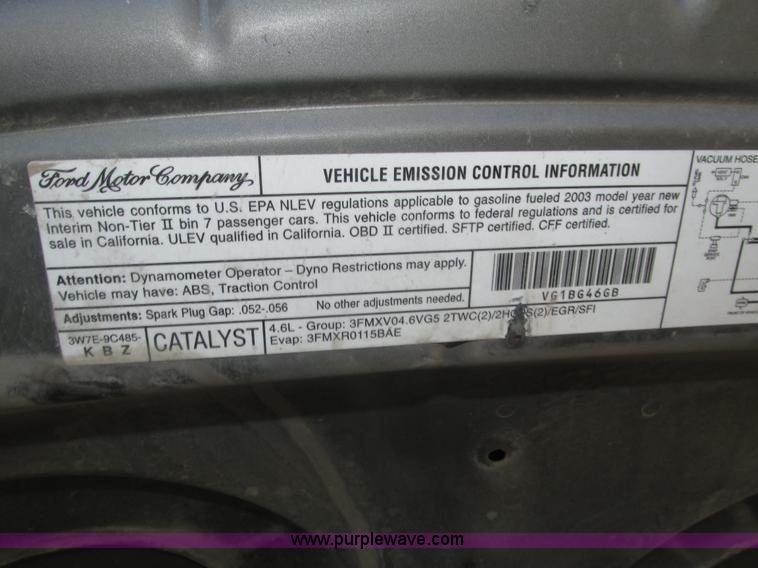 Ford Motor Company,
VEHICLE EMISSION CONTROL INFORMATION
This vehicle conforms to U.S. EPA NLEV regulations applicable to gasoline fueled 2003 model year new
Interim Non-Tier II bin 7 passenger cars. This vehicle conforms to federal regulations and is certified for
sale in California. ULEV qualified in California. OBD II certified. SFTP certified. CFF certified.
Attention: Dynamometer Operator – Dyno Restrictions may apply.
Vehicle may have: ABS, Traction Control
Adjustments: Spark Plug Gap: .052-.056 No other adjustments needed.
VG1BG46GB
3W7E-9C485-
K B Z
CATALYST
4.6L - Group: 3FMXV04.6VG5 2TWC(2)/2HO2S(2)/EGR/SFI
Evap: 3FMXR0115BAE
VACUUM HOSE
www.purplewave.com